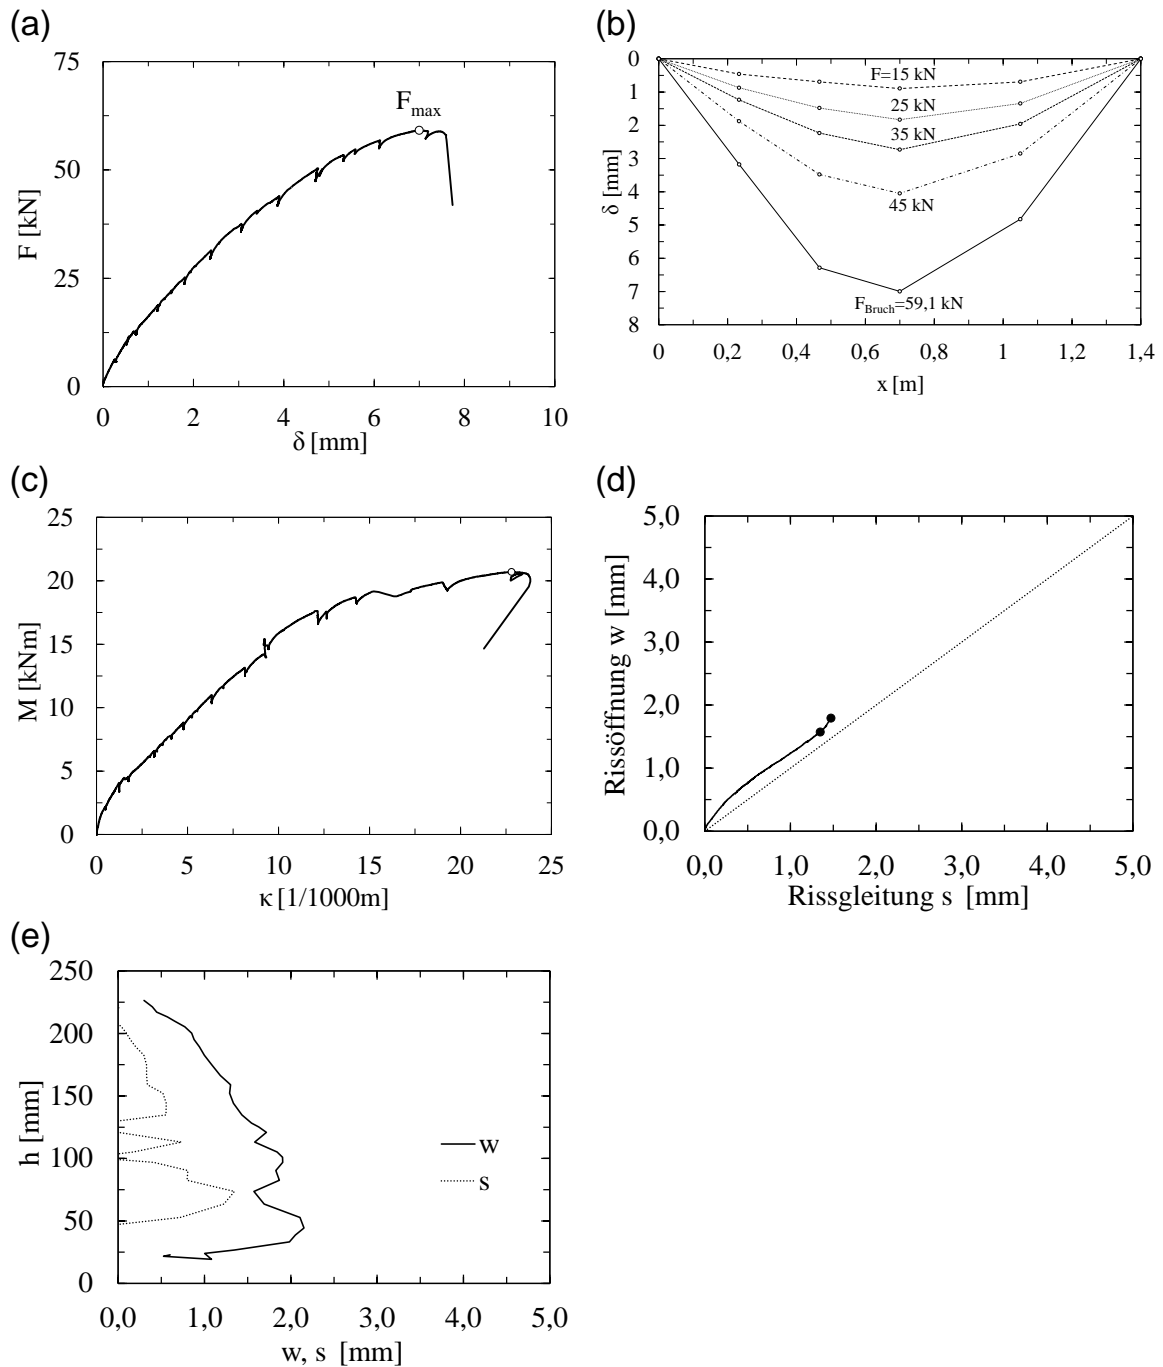 (a)
75
50
25
0
F [kN]
F_max
0 2 4 6 8 10
δ [mm]
(b)
0
1
2
3
4
5
6
7
8
δ [mm]
F=15 kN
25 kN
35 kN
45 kN
F_Bruch=59,1 kN
0 0,2 0,4 0,6 0,8 1 1,2 1,4
x [m]
(c)
25
20
15
10
5
0
M [kNm]
0 5 10 15 20 25
κ [1/1000m]
(d)
5,0
4,0
3,0
2,0
1,0
0,0
Rissöffnung w [mm]
0,0 1,0 2,0 3,0 4,0 5,0
Rissgleitung s [mm]
(e)
250
200
150
100
50
0
h [mm]
w
s
0,0 1,0 2,0 3,0 4,0 5,0
w, s [mm]